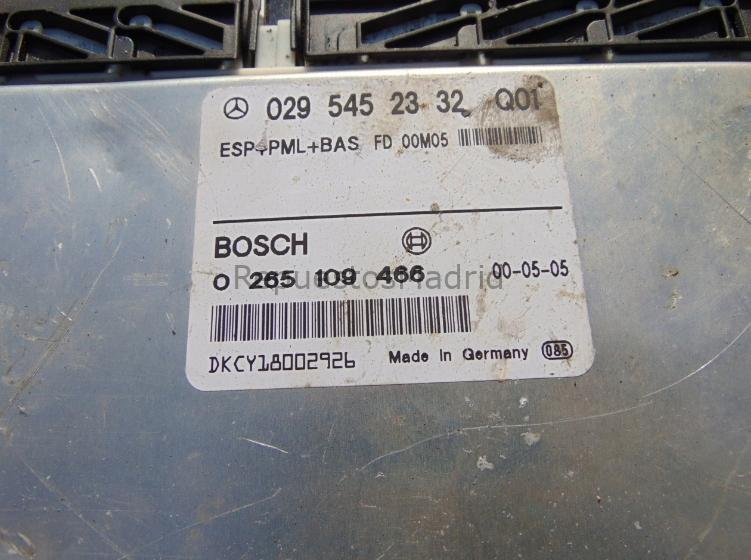 029 545 23 32 Q01
ESP+PML+BAS FD 00M05
BOSCH
0 265 109 466 00-05-05
RepuestosMadrid
DKCY18002926 Made in Germany 085